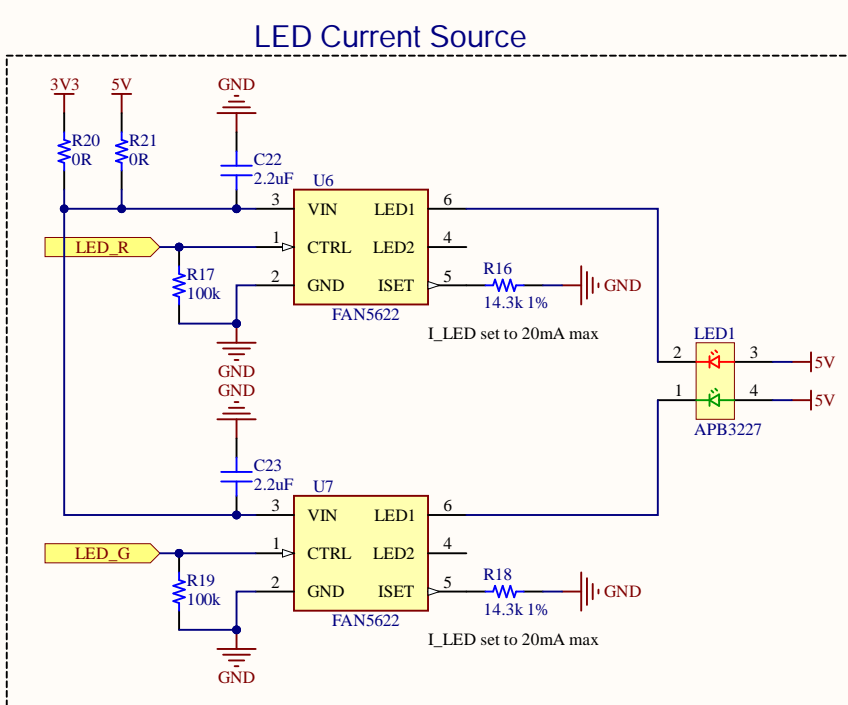 LED Current Source
3V3 5V GND
R20 0R
R21 0R
C22
2.2uF
U6
3 VIN LED1 6
LED_R
1 CTRL LED2 4
R17
100k
2 GND ISET 5
R16
14.3k 1%
GND
FAN5622
I_LED set to 20mA max
GND
GND
LED1
2 3 5V
1 4 5V
APB3227
C23
2.2uF
U7
3 VIN LED1 6
LED_G
1 CTRL LED2 4
R19
100k
2 GND ISET 5
R18
14.3k 1%
GND
FAN5622
I_LED set to 20mA max
GND